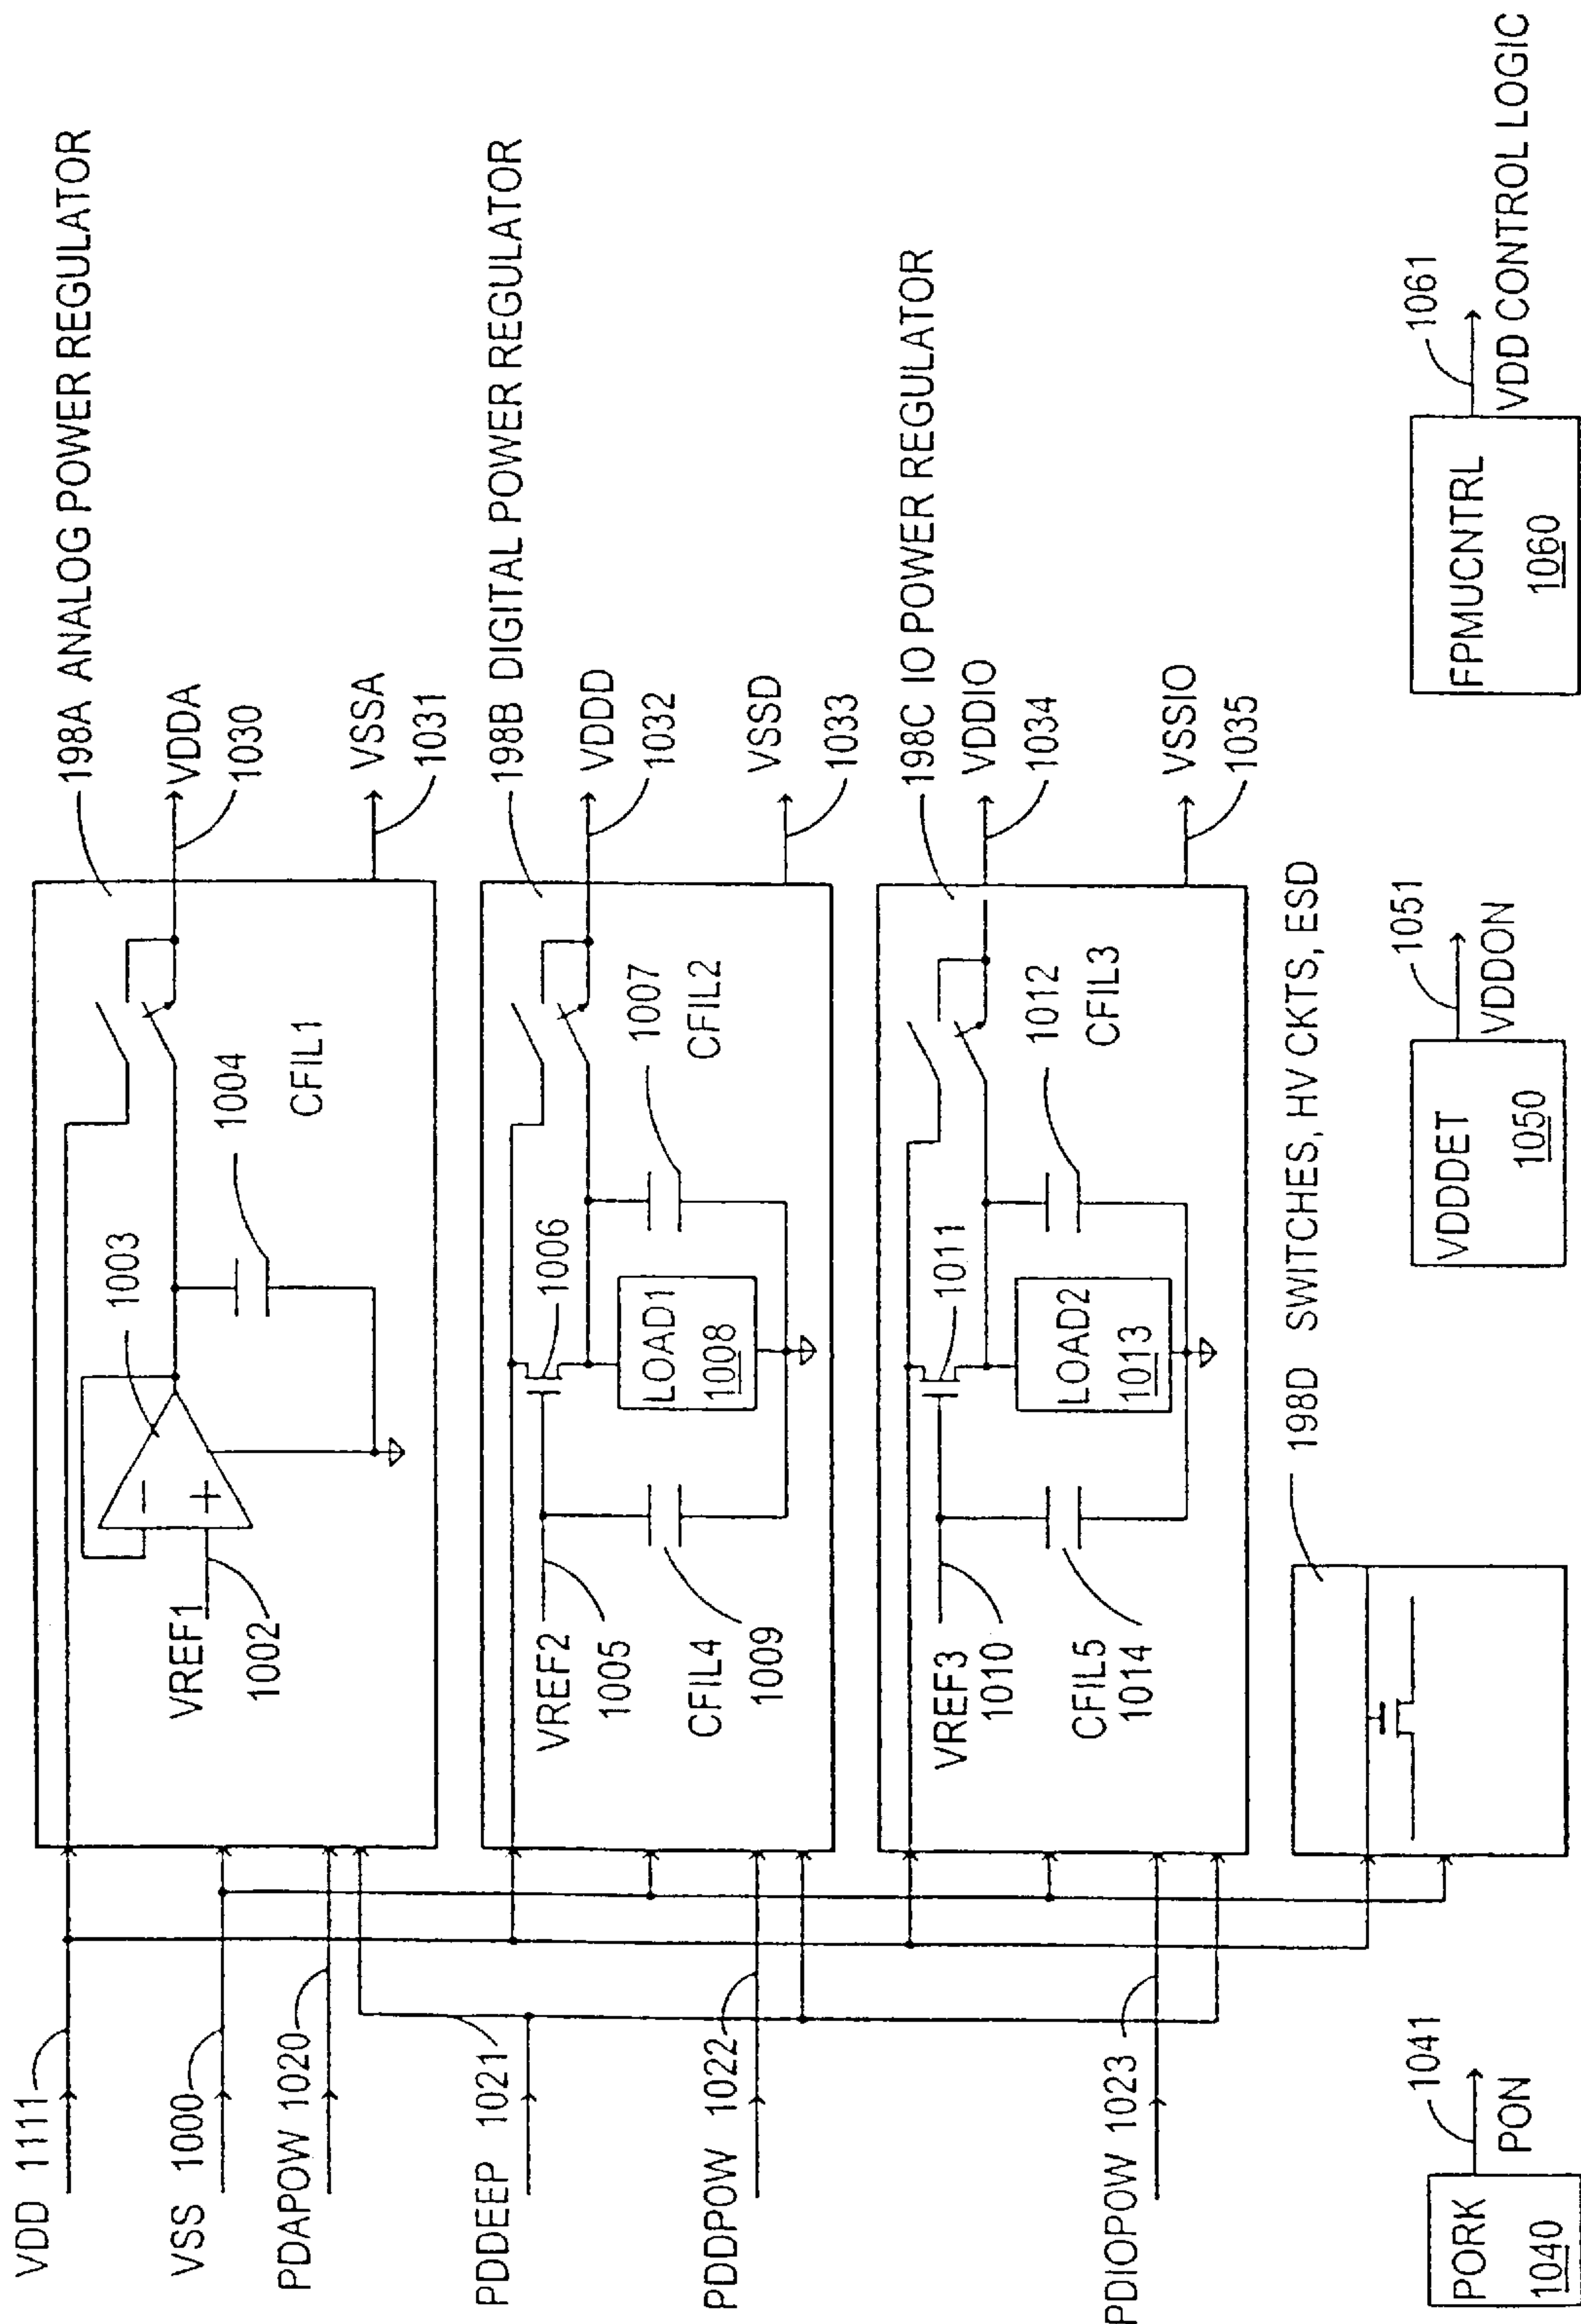 VDD 1111
VSS 1000
PDAPOW 1020
PDDEEP 1021
PDDPOW 1022
PDIOPOW 1023
198A ANALOG POWER REGULATOR
VREF1
1002
1003
1004
CFIL1
VDDA
1030
VSSA
1031
198B DIGITAL POWER REGULATOR
VREF2
1005
CFIL4
1009
1006
LOAD1
1008
1007
CFIL2
VDDD
1032
VSSD
1033
198C IO POWER REGULATOR
VREF3
1010
CFIL5
1014
1011
LOAD2
1013
1012
CFIL3
VDDIO
1034
VSSIO
1035
198D SWITCHES, HV CKTS, ESD
PORK
1040
1041
PON
VDDDET
1050
1051
VDDON
FPMUCNTRL
1060
1061
VDD CONTROL LOGIC